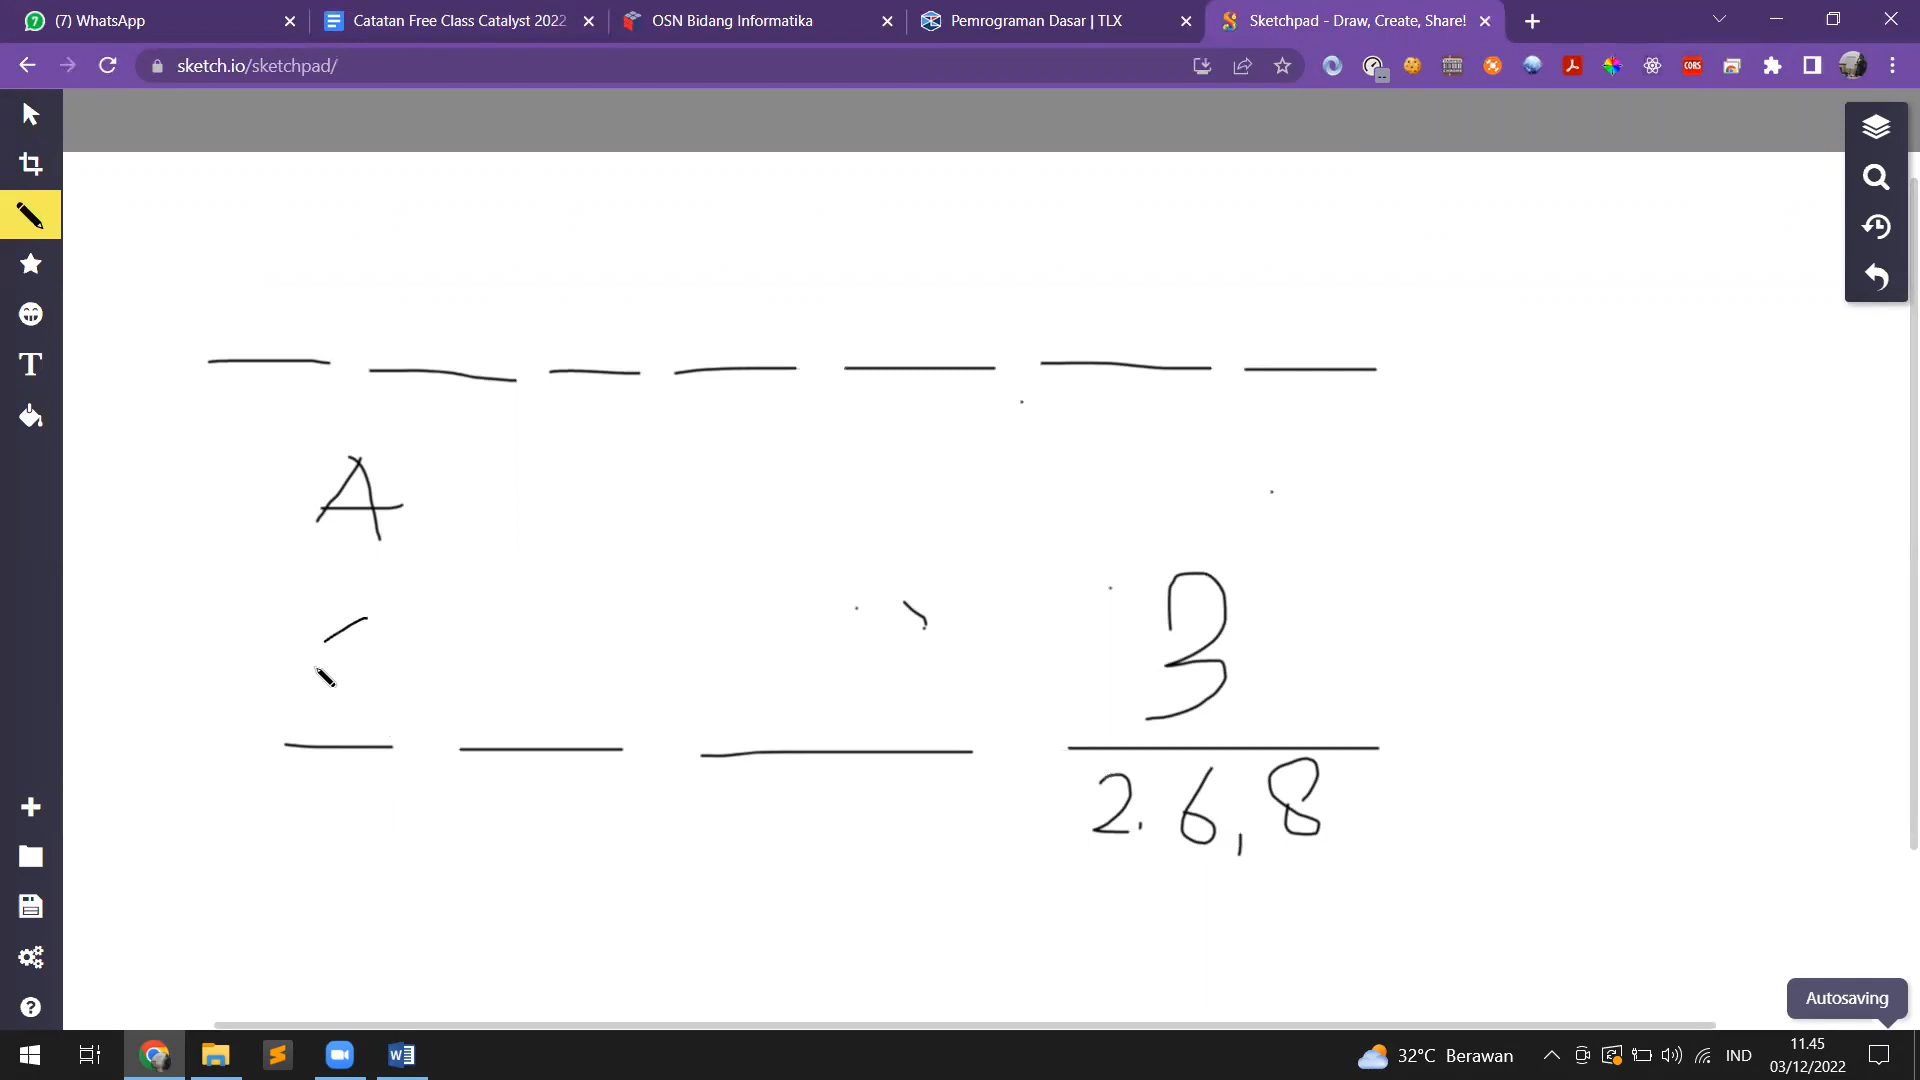 (7) WhatsApp Catatan Free Class Catalyst 2022 OSN Bidang Informatika Pemrograman Dasar | TLX Sketchpad - Draw, Create, Share!
sketch.io/sketchpad/
CORS
T
A
3
2. 6, 8
Autosaving
32°C Berawan IND 11.45
03/12/2022